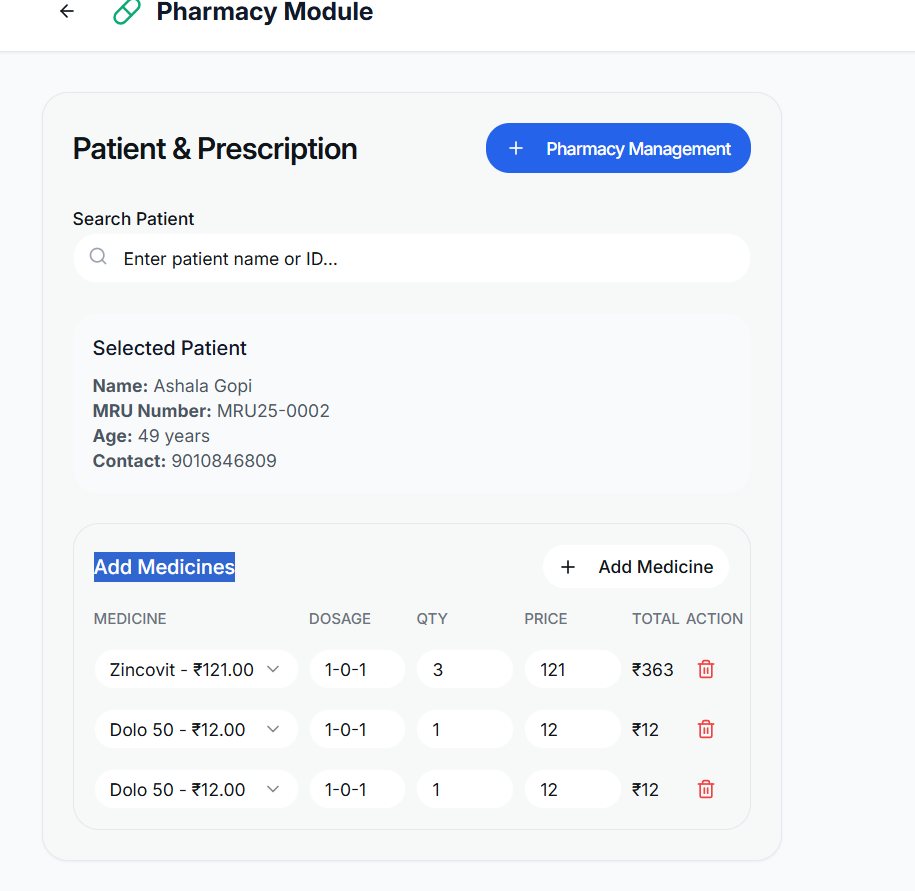 Pharmacy Module
Patient & Prescription
+ Pharmacy Management
Search Patient
Enter patient name or ID...
Selected Patient
Name: Ashala Gopi
MRU Number: MRU25-0002
Age: 49 years
Contact: 9010846809
Add Medicines
+ Add Medicine
MEDICINE DOSAGE QTY PRICE TOTAL ACTION
Zincovit - ₹121.00 1-0-1 3 121 ₹363
Dolo 50 - ₹12.00 1-0-1 1 12 ₹12
Dolo 50 - ₹12.00 1-0-1 1 12 ₹12